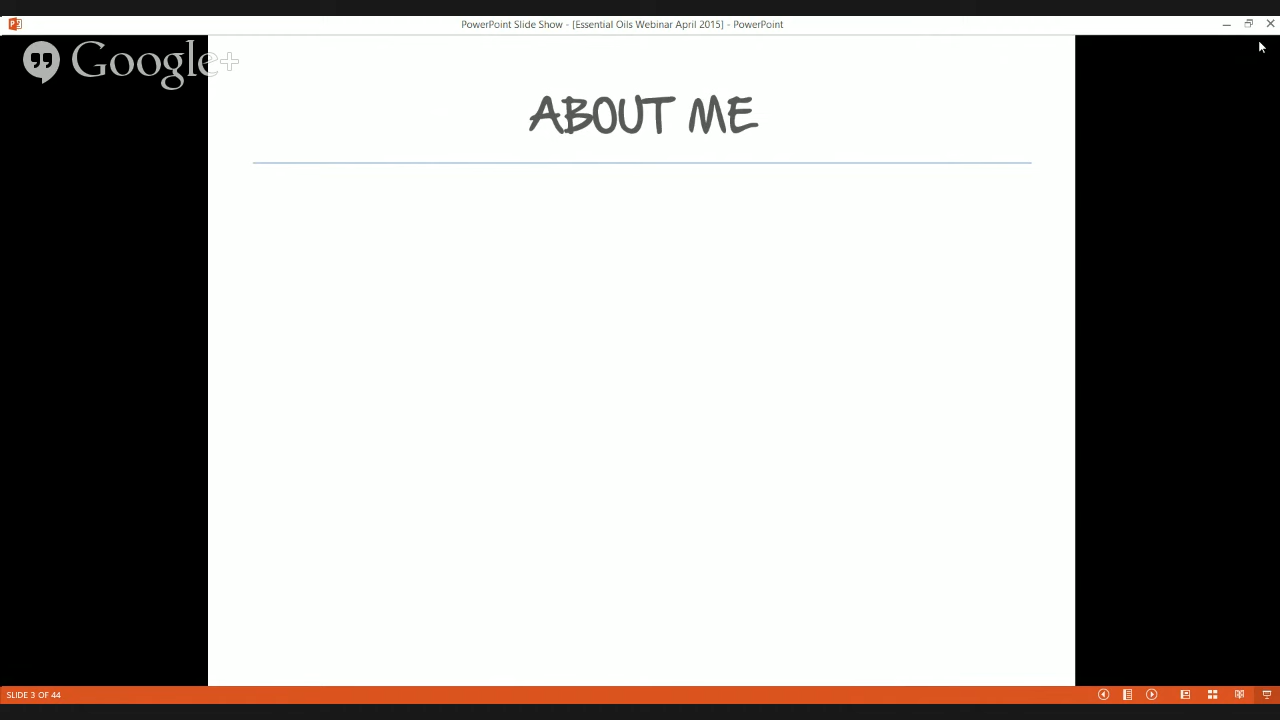 PowerPoint Slide Show - [Essential Oils Webinar April 2015] - PowerPoint
Google+
ABOUT ME
SLIDE 3 OF 44